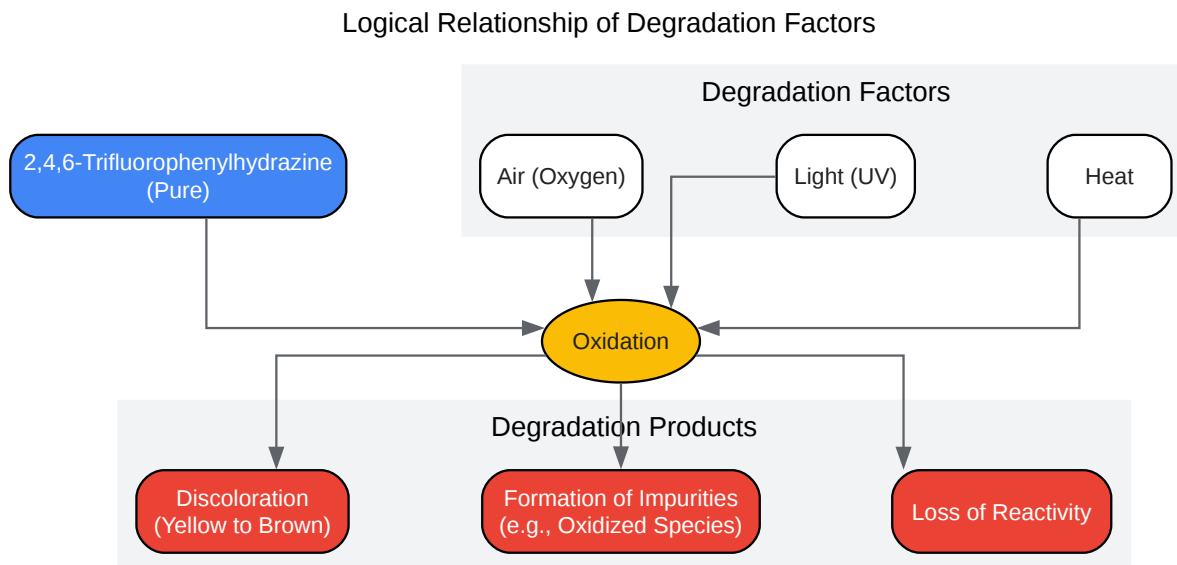 Logical Relationship of Degradation Factors
Degradation Factors
2,4,6-Trifluorophenylhydrazine
(Pure)
Air (Oxygen)
Light (UV)
Heat
Oxidation
Degradation Products
Discoloration
(Yellow to Brown)
Formation of Impurities
(e.g., Oxidized Species)
Loss of Reactivity